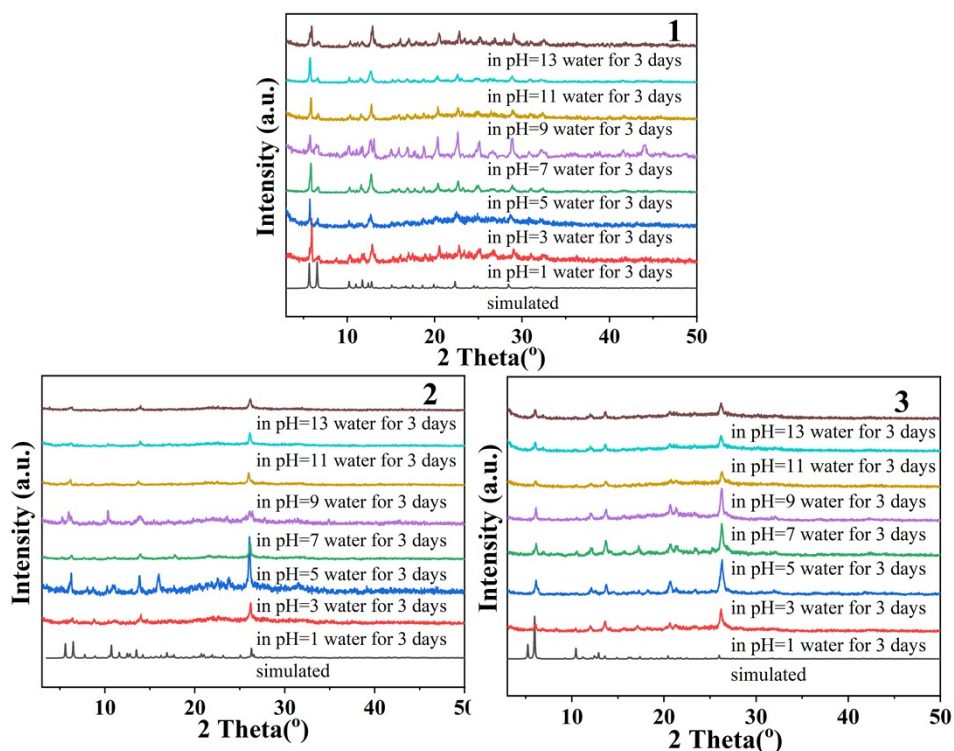 1
in pH=13 water for 3 days
in pH=11 water for 3 days
in pH=9 water for 3 days
in pH=7 water for 3 days
in pH=5 water for 3 days
in pH=3 water for 3 days
in pH=1 water for 3 days
simulated
Intensity (a.u.)
10 20 30 40 50
2 Theta(°)
2
in pH=13 water for 3 days
in pH=11 water for 3 days
in pH=9 water for 3 days
in pH=7 water for 3 days
in pH=5 water for 3 days
in pH=3 water for 3 days
in pH=1 water for 3 days
simulated
Intensity (a.u.)
10 20 30 40 50
2 Theta(°)
3
in pH=13 water for 3 days
in pH=11 water for 3 days
in pH=9 water for 3 days
in pH=7 water for 3 days
in pH=5 water for 3 days
in pH=3 water for 3 days
in pH=1 water for 3 days
simulated
Intensity (a.u.)
10 20 30 40 50
2 Theta(°)